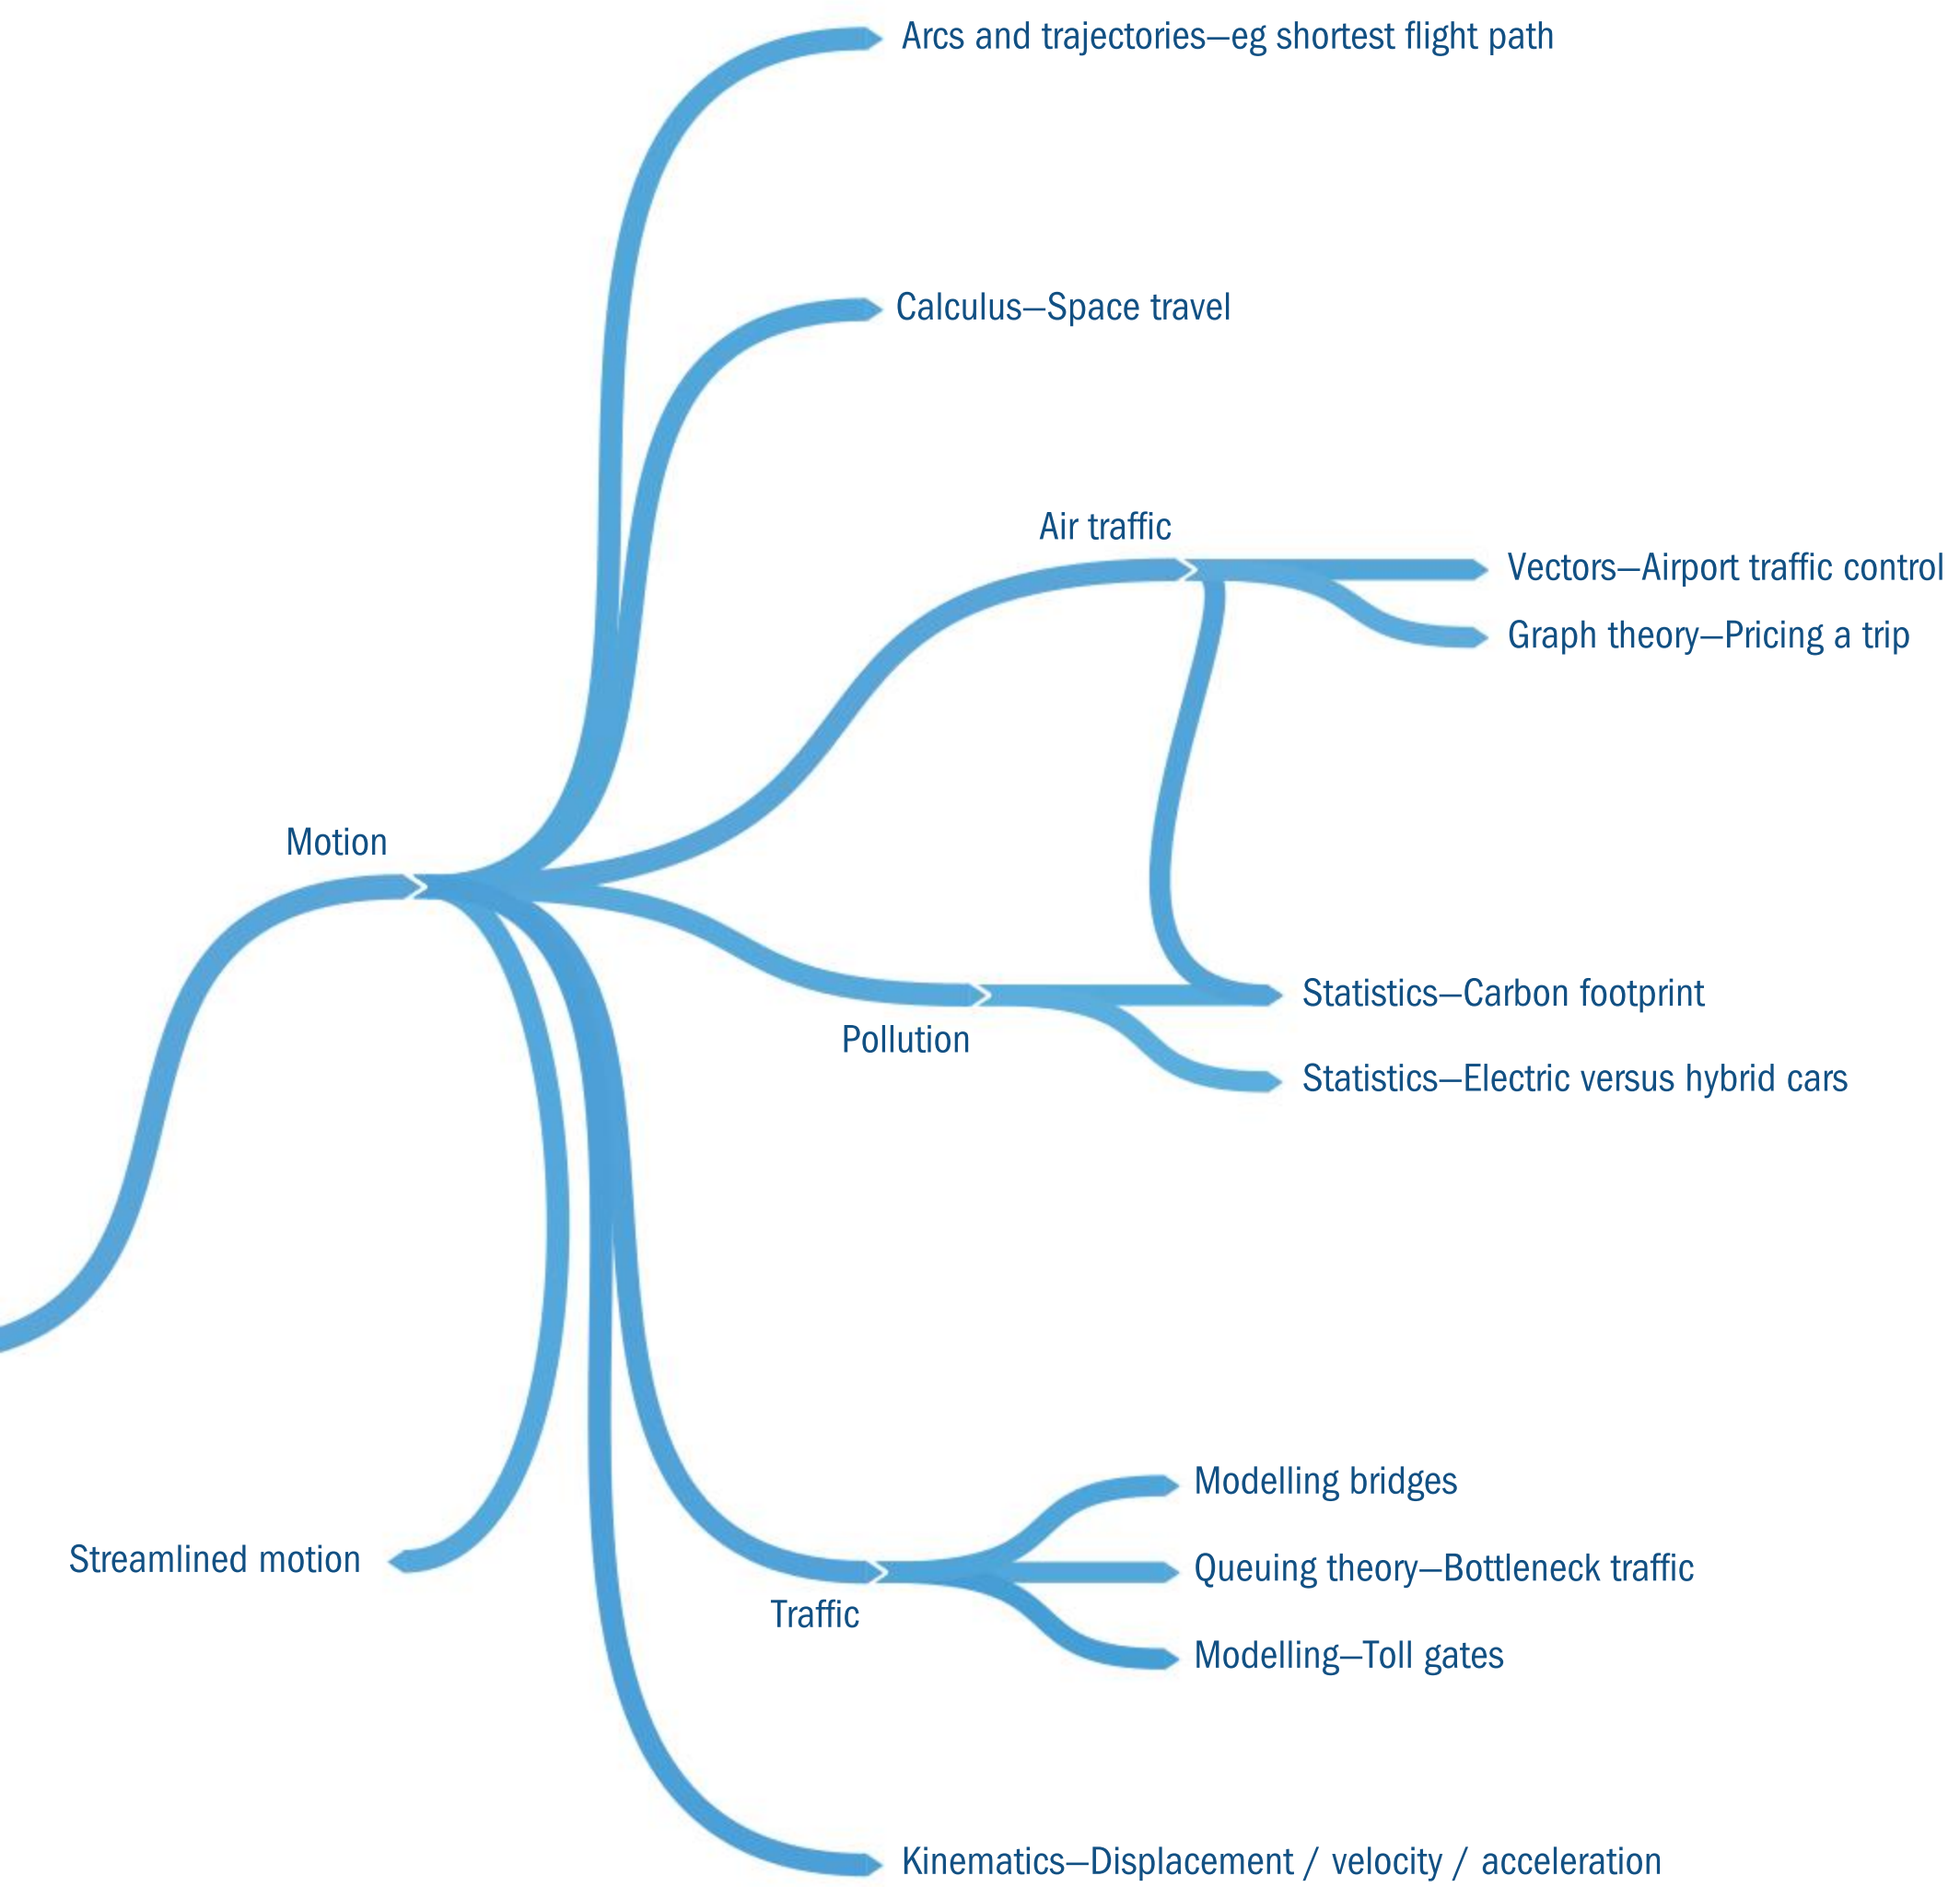 Arcs and trajectories—eg shortest flight path
Calculus—Space travel
Air traffic
Vectors—Airport traffic control
Graph theory—Pricing a trip
Motion
Statistics—Carbon footprint
Pollution
Statistics—Electric versus hybrid cars
Modelling bridges
Streamlined motion
Queuing theory—Bottleneck traffic
Traffic
Modelling—Toll gates
Kinematics—Displacement / velocity / acceleration